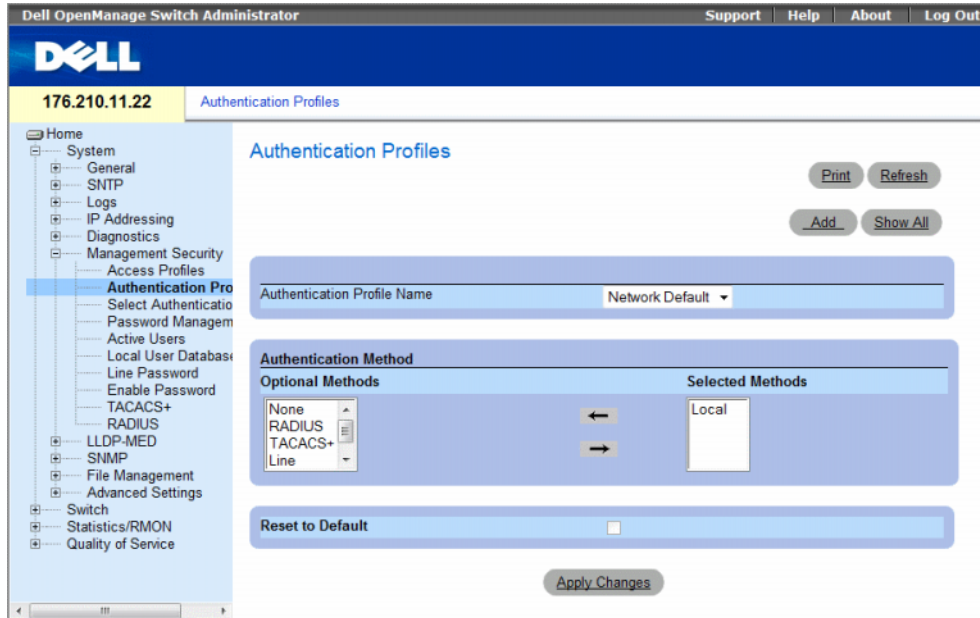 Dell OpenManage Switch Administrator
Support
Help
About
Log Out
DELL
176.210.11.22
Authentication Profiles
Home
System
General
SNTP
Logs
IP Addressing
Diagnostics
Management Security
Access Profiles
Authentication Pro
Select Authenticatio
Password Managem
Active Users
Local User Database
Line Password
Enable Password
TACACS+
RADIUS
LLDP-MED
SNMP
File Management
Advanced Settings
Switch
Statistics/RMON
Quality of Service
Authentication Profiles
Print
Refresh
Add
Show All
Authentication Profile Name
Network Default
Authentication Method
Optional Methods
Selected Methods
None
RADIUS
TACACS+
Line
Local
Reset to Default
Apply Changes